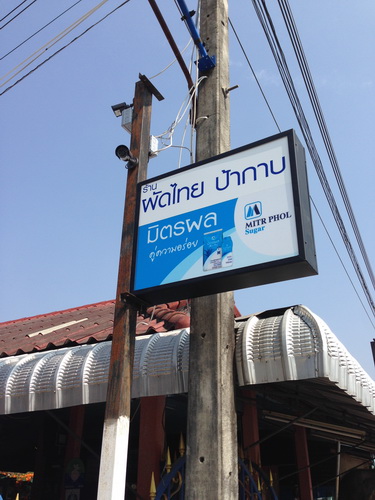 ร้าน
ผัดไทย ป้ากาบ
มิตรผล
คู่ความอร่อย
MITR PHOL
Sugar